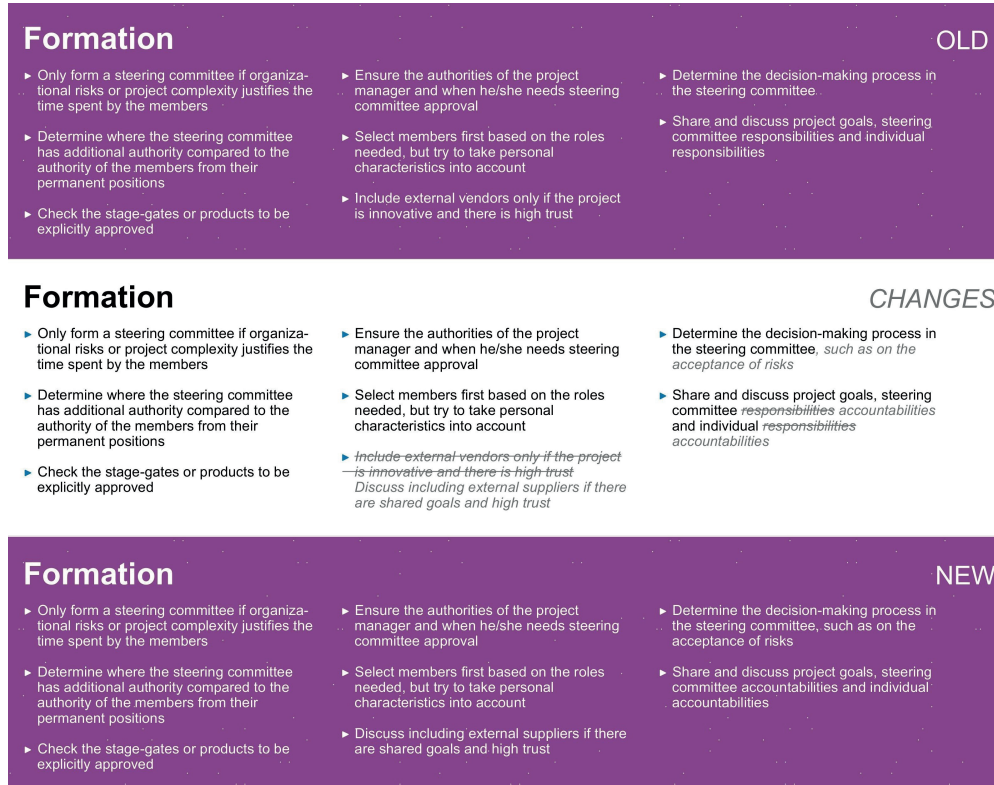 Formation
OLD
► Only form a steering committee if organiza-
tional risks or project complexity justifies the
time spent by the members
► Determine where the steering committee
has additional authority compared to the
authority of the members from their
permanent positions
► Check the stage-gates or products to be
explicitly approved
► Ensure the authorities of the project
manager and when he/she needs steering
committee approval
► Select members first based on the roles
needed, but try to take personal
characteristics into account
► Include external vendors only if the project
is innovative and there is high trust
► Determine the decision-making process in
the steering committee
► Share and discuss project goals, steering
committee responsibilities and individual
responsibilities
Formation
CHANGES
► Only form a steering committee if organiza-
tional risks or project complexity justifies the
time spent by the members
► Determine where the steering committee
has additional authority compared to the
authority of the members from their
permanent positions
► Check the stage-gates or products to be
explicitly approved
► Ensure the authorities of the project
manager and when he/she needs steering
committee approval
► Select members first based on the roles
needed, but try to take personal
characteristics into account
► Include external vendors only if the project
is innovative and there is high trust
Discuss including external suppliers if there
are shared goals and high trust
► Determine the decision-making process in
the steering committee, such as on the
acceptance of risks
► Share and discuss project goals, steering
committee responsibilities accountabilities
and individual responsibilities
accountabilities
Formation
NEW
► Only form a steering committee if organiza-
tional risks or project complexity justifies the
time spent by the members
► Determine where the steering committee
has additional authority compared to the
authority of the members from their
permanent positions
► Check the stage-gates or products to be
explicitly approved
► Ensure the authorities of the project
manager and when he/she needs steering
committee approval
► Select members first based on the roles
needed, but try to take personal
characteristics into account
► Discuss including external suppliers if there
are shared goals and high trust
► Determine the decision-making process in
the steering committee, such as on the
acceptance of risks
► Share and discuss project goals, steering
committee accountabilities and individual
accountabilities